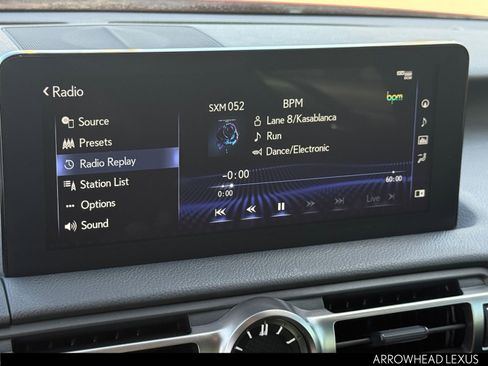 Radio
Source
Presets
Radio Replay
Station List
Options
Sound
SXM 052 BPM
bpm
Lane 8/Kasablanca
Run
Dance/Electronic
-0:00
0:00 60:00
Live
ARROWHEAD LEXUS